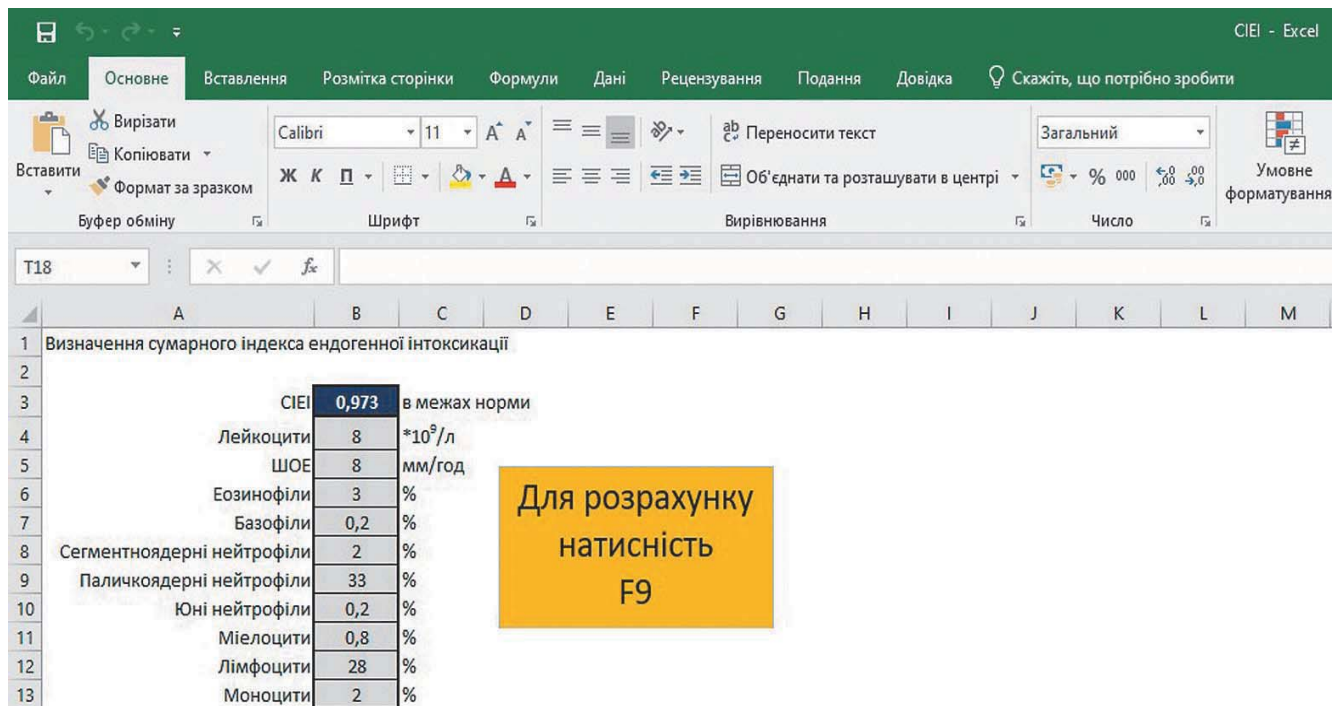 СІЕІ - Excel
Файл Основне Вставлення Розмітка сторінки Формули Дані Рецензування Подання Довідка Скажіть, що потрібно зробити
Вставити
Вирізати
Копіювати
Формат за зразком
Буфер обміну
Calibri 11
Ж К П
Шрифт
Переносити текст
Об'єднати та розташувати в центрі
Вирівнювання
Загальний
% 000
Число
Умовне
форматування
T18 fx
A B C D E F G H I J K L M
1 Визначення сумарного індекса ендогенної інтоксикації
2
3 СІЕІ 0,973 в межах норми
4 Лейкоцити 8 *10⁹/л
5 ШОЕ 8 мм/год
6 Еозинофіли 3 %
7 Базофіли 0,2 %
8 Сегментноядерні нейтрофіли 2 %
9 Паличкоядерні нейтрофіли 33 %
10 Юні нейтрофіли 0,2 %
11 Міелоцити 0,8 %
12 Лімфоцити 28 %
13 Моноцити 2 %
Для розрахунку
натисність
F9